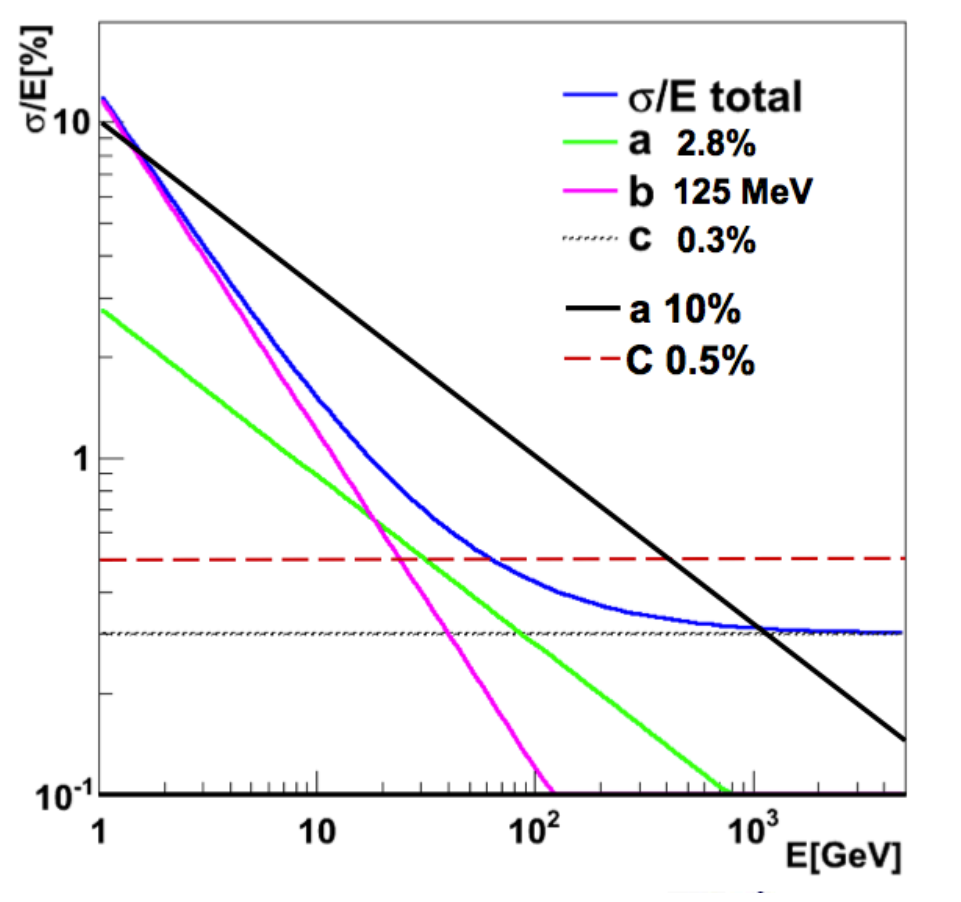 σ/E[%]
σ/E total
a 2.8%
b 125 MeV
c 0.3%
a 10%
C 0.5%
10
1
10-1
1 10 10² 10³
E[GeV]